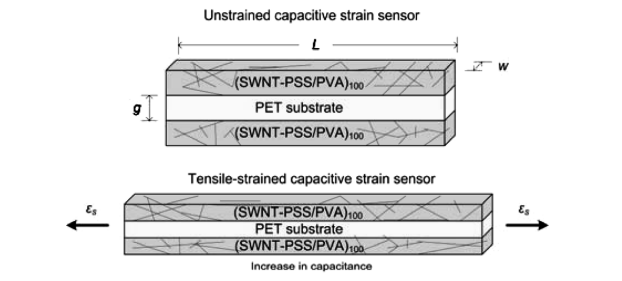 Unstrained capacitive strain sensor
L
w
(SWNT-PSS/PVA)100
g
PET substrate
(SWNT-PSS/PVA)100
Tensile-strained capacitive strain sensor
εs
εs
(SWNT-PSS/PVA)100
PET substrate
(SWNT-PSS/PVA)100
Increase in capacitance